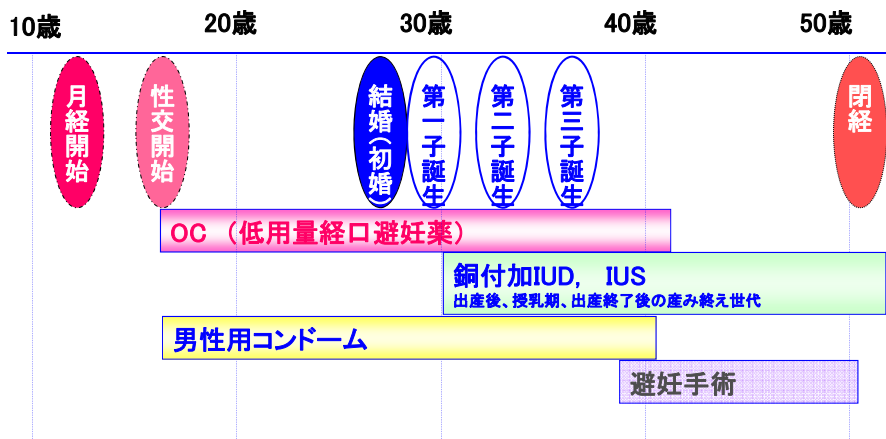 10歳 20歳 30歳 40歳 50歳
月経開始
性交開始
結婚(初婚)
第一子誕生
第二子誕生
第三子誕生
閉経
OC (低用量経口避妊薬)
銅付加IUD, IUS
出産後、授乳期、出産終了後の産み終え世代
男性用コンドーム
避妊手術